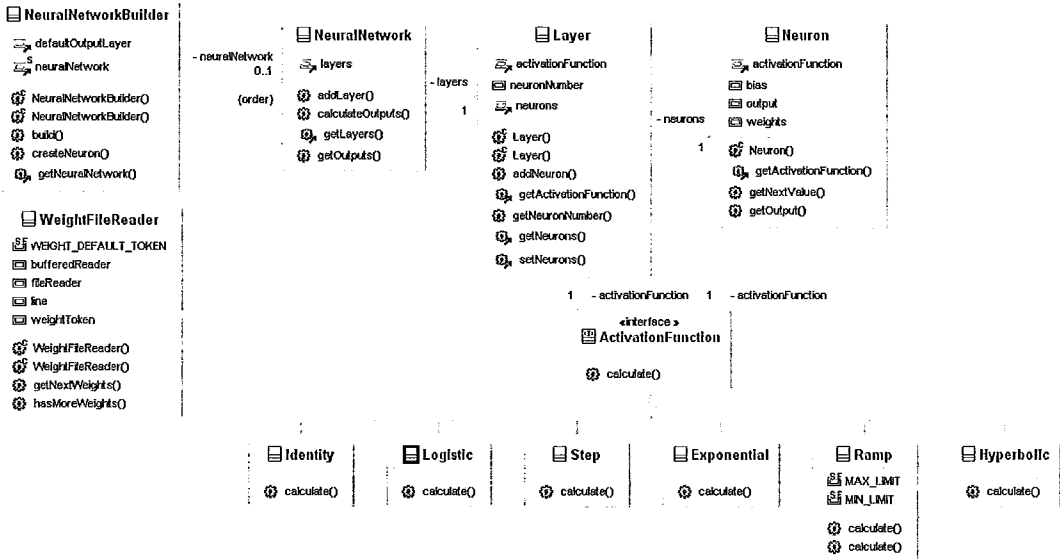 NeuralNetworkBuilder
defaultOutputLayer
neuralNetwork
NeuralNetworkBuilder()
NeuralNetworkBuilder()
build()
createNeuron()
getNeuralNetwork()
- neuralNetwork
0..1
{order}
NeuralNetwork
layers
addLayer()
calculateOutputs()
getLayers()
getOutputs()
- layers
1
Layer
activationFunction
neuronNumber
neurons
Layer()
Layer()
addNeuron()
getActivationFunction()
getNeuronNumber()
getNeurons()
setNeurons()
- neurons
1
Neuron
activationFunction
bias
output
weights
Neuron()
getActivationFunction()
getNextValue()
getOutput()
WeightFileReader
WEIGHT_DEFAULT_TOKEN
bufferedReader
fileReader
line
weightToken
WeightFileReader()
WeightFileReader()
getNextWeights()
hasMoreWeights()
1 - activationFunction 1 - activationFunction
«interface»
ActivationFunction
calculate()
Identity
calculate()
Logistic
calculate()
Step
calculate()
Exponential
calculate()
Ramp
MAX_LIMIT
MIN_LIMIT
calculate()
calculate()
Hyperbolic
calculate()